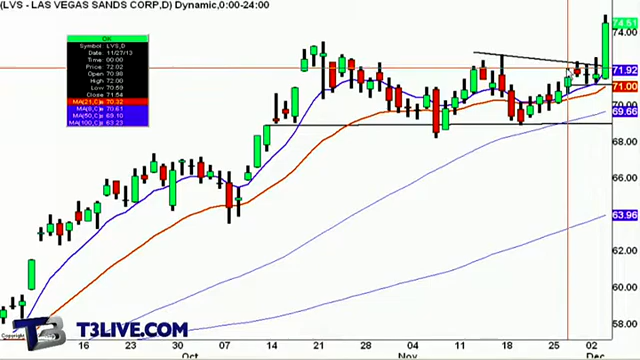 (LVS - LAS VEGAS SANDS CORP,D) Dynamic,0:00-24:00
OK
Symbol LVS,D
Date: 11/27/13
Time: 00:00
Price: 72.02
Open 70.98
High 72.00
Low 70.59
Close 71.54
MA(21,C)= 70.32
MA(8,C)= 70.61
MA(50,C)= 69.10
MA(100,C)= 63.23
74.51
74.00
71.92
71.00
70.00
69.66
68.00
66.00
63.96
62.00
60.00
58.00
T3LIVE.COM
16 23 Oct 07 14 21 28 Nov 04 11 18 25 Dec 02